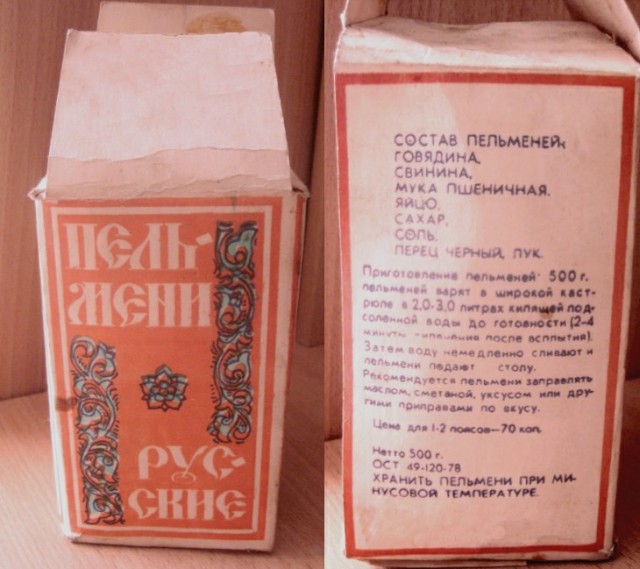 ПЕЛЬ-
МЕНИ
РУС-
СКИЕ
СОСТАВ ПЕЛЬМЕНЕЙ:
ГОВЯДИНА,
СВИНИНА,
МУКА ПШЕНИЧНАЯ,
ЯЙЦО,
САХАР,
СОЛЬ,
ПЕРЕЦ ЧЕРНЫЙ, ЛУК.
Приготовление пельменей: 500 г.
пельменей варят в широкой каст-
рюле в 2,0-3,0 литрах кипящей под-
соленной воды до готовности (2-4
минуты кипения после всплытия).
Затем воду немедленно сливают и
пельмени подают столу.
Рекомендуется пельмени заправлять
маслом, сметаной, уксусом или дру-
гими приправами по вкусу.
Цена для 1-2 поясов—70 коп.
Нетто 500 г.
ОСТ 49-120-78
ХРАНИТЬ ПЕЛЬМЕНИ ПРИ МИ-
НУСОВОЙ ТЕМПЕРАТУРЕ.